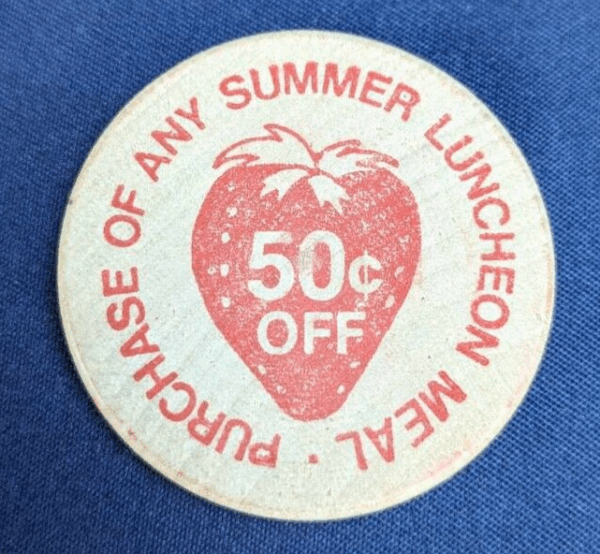 PURCHASE OF ANY SUMMER LUNCHEON MEAL •
50¢
OFF